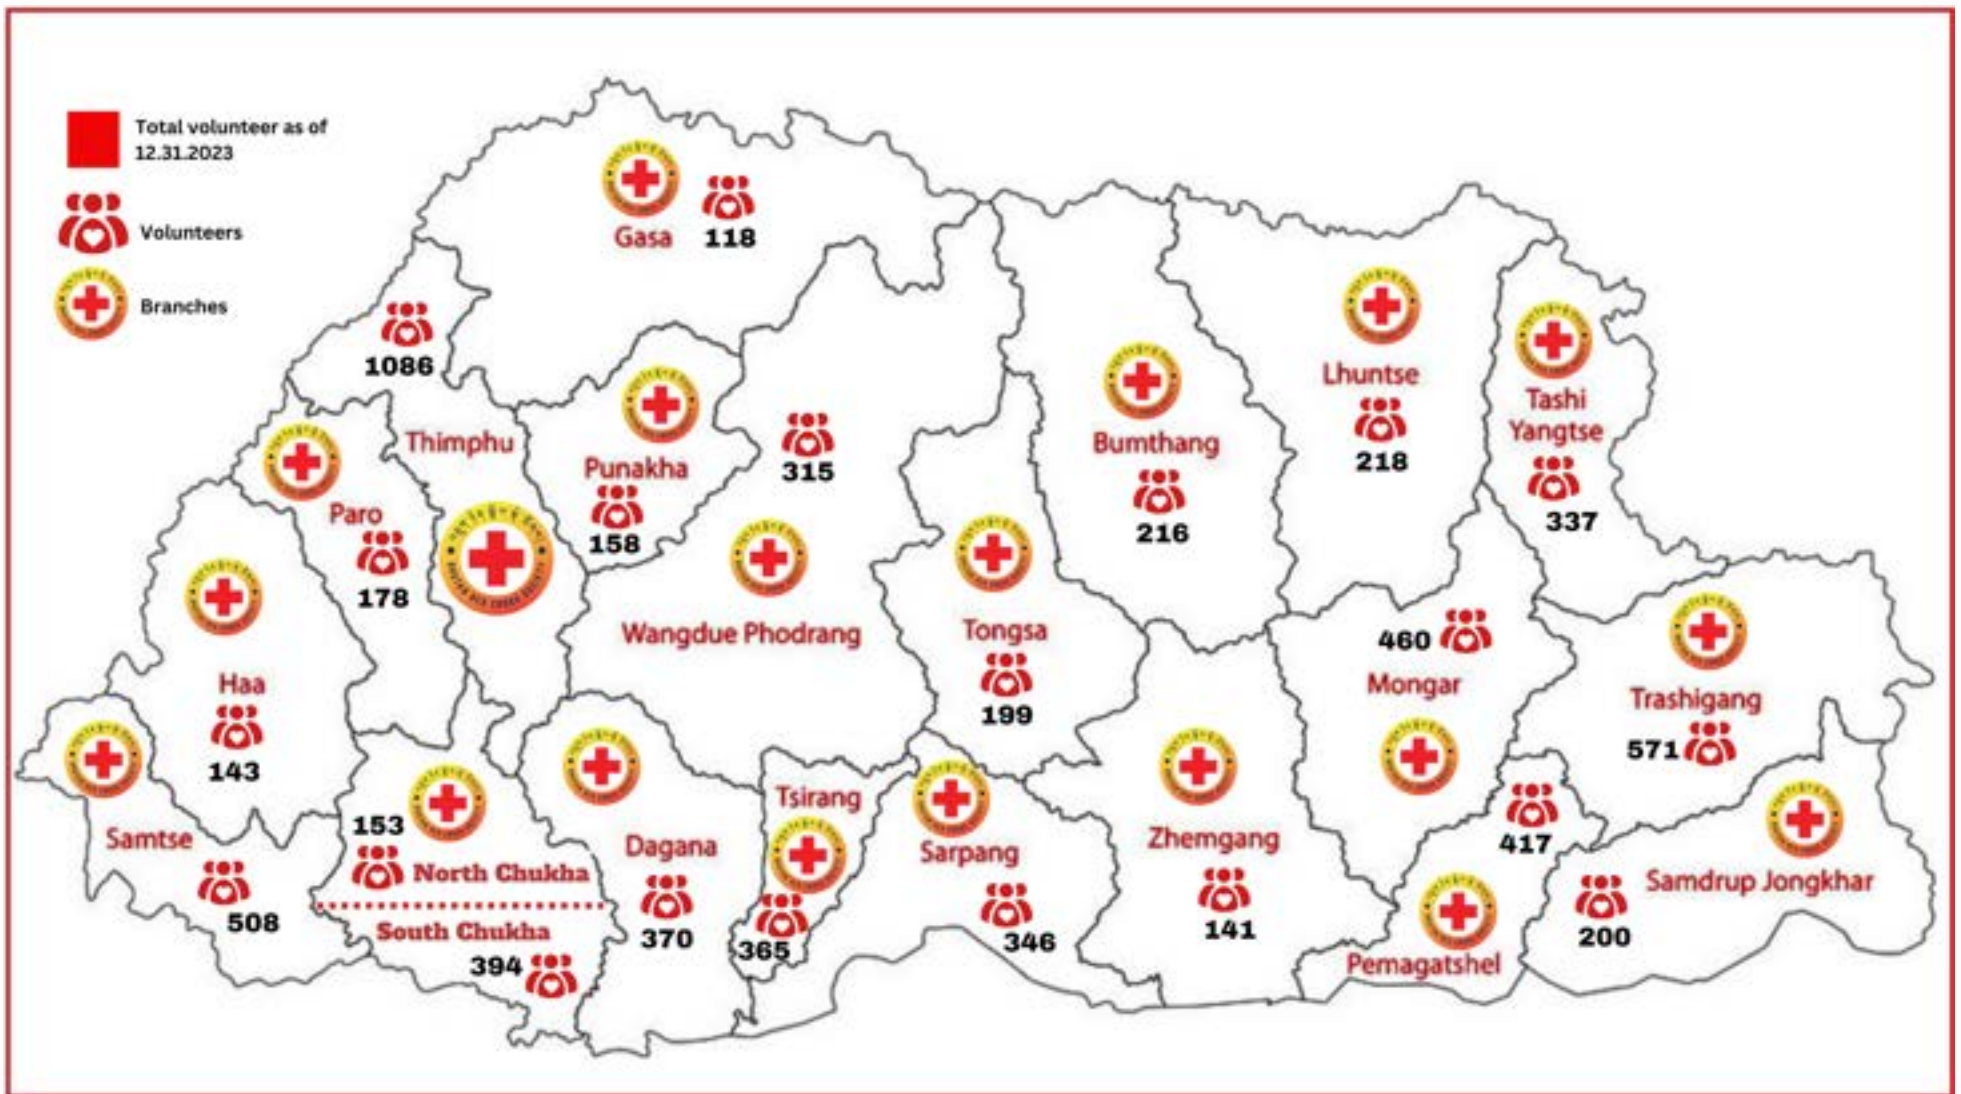 Total volunteer as of
12.31.2023
Volunteers
Branches
Gasa
118
1086
Thimphu
Paro
178
Punakha
158
315
Wangdue Phodrang
Bumthang
216
Lhuntse
218
Tashi
Yangtse
337
Haa
143
Tongsa
199
460
Mongar
Trashigang
571
Samtse
508
153
North Chukha
South Chukha
394
Dagana
370
Tsirang
365
Sarpang
346
Zhemgang
141
417
Pemagatshel
Samdrup Jongkhar
200